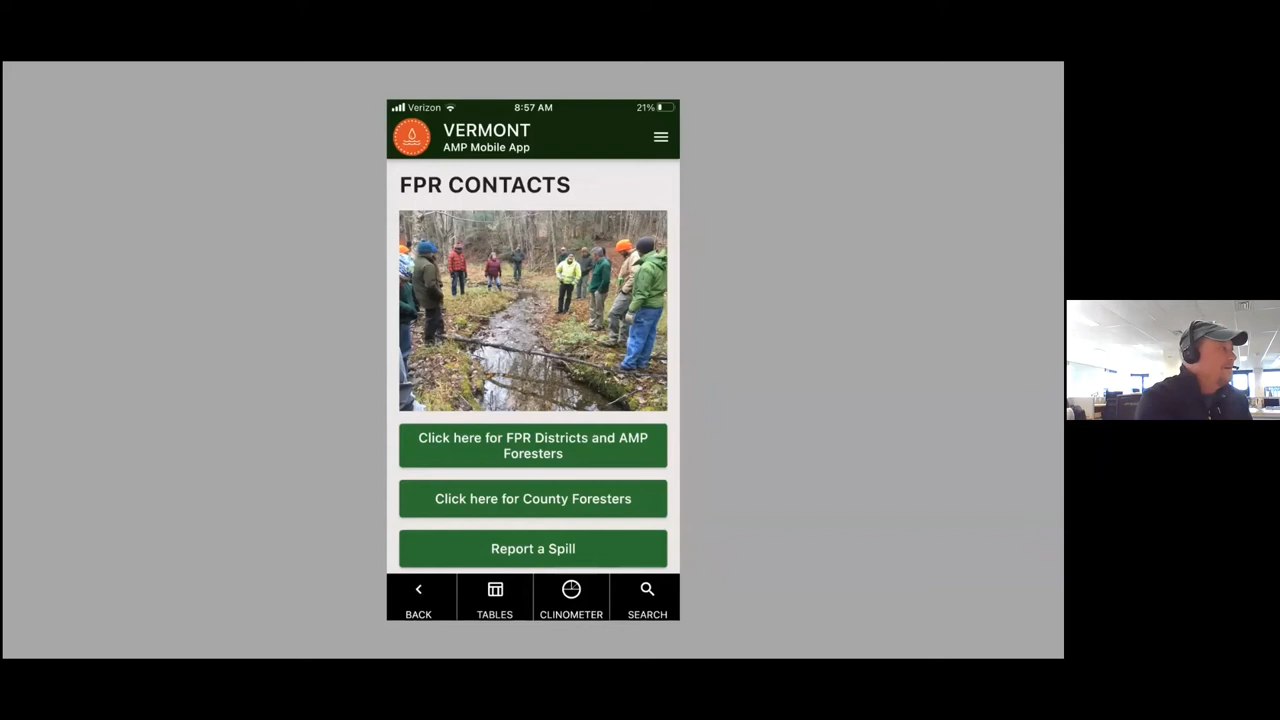 Verizon 8:57 AM 21%
VERMONT
AMP Mobile App
FPR CONTACTS
Click here for FPR Districts and AMP
Foresters
Click here for County Foresters
Report a Spill
BACK TABLES CLINOMETER SEARCH